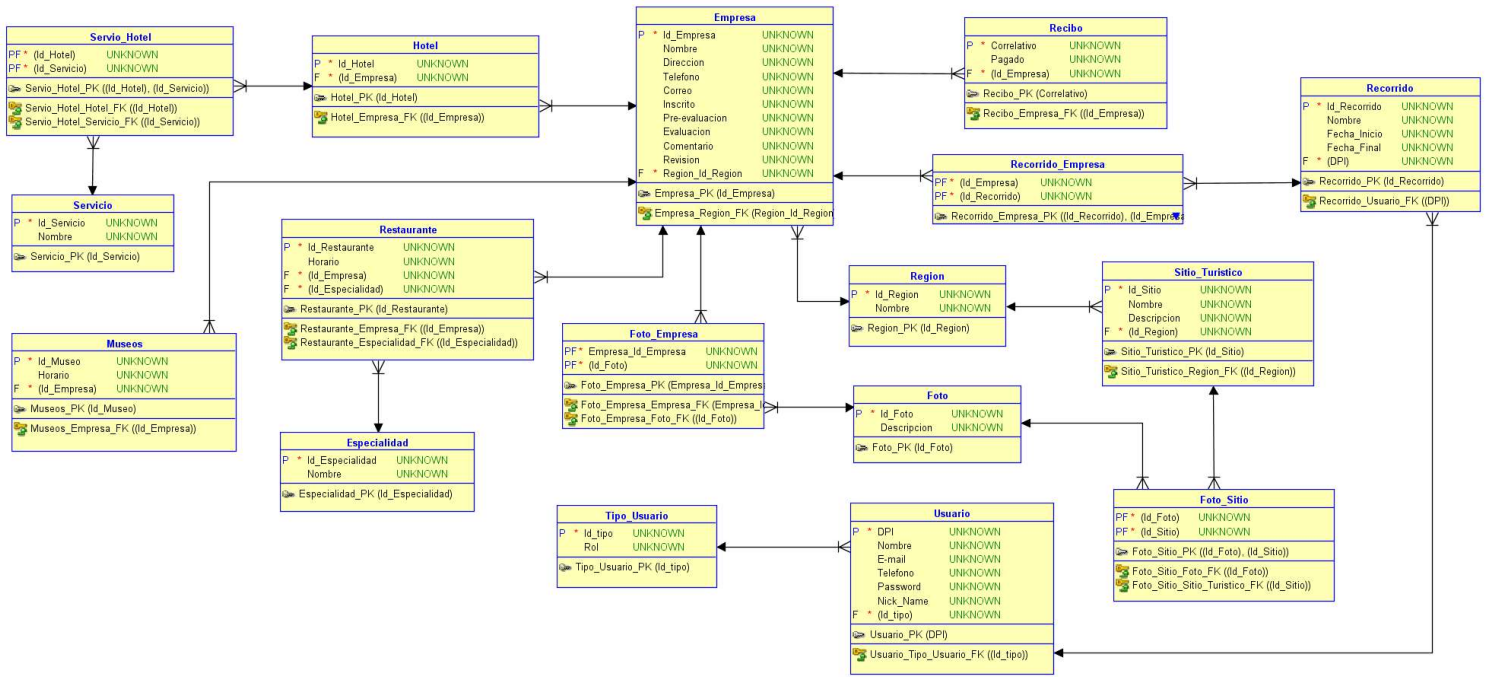 Servio_Hotel
PF * (Id_Hotel) UNKNOWN
PF * (Id_Servicio) UNKNOWN
Servio_Hotel_PK ((Id_Hotel), (Id_Servicio))
Servio_Hotel_Hotel_FK ((Id_Hotel))
Servio_Hotel_Servicio_FK ((Id_Servicio))
Hotel
P * Id_Hotel UNKNOWN
F * (Id_Empresa) UNKNOWN
Hotel_PK (Id_Hotel)
Hotel_Empresa_FK ((Id_Empresa))
Empresa
P * Id_Empresa UNKNOWN
Nombre UNKNOWN
Direccion UNKNOWN
Telefono UNKNOWN
Correo UNKNOWN
Inscrito UNKNOWN
Pre-evaluacion UNKNOWN
Evaluacion UNKNOWN
Comentario UNKNOWN
Revision UNKNOWN
F * Region_Id_Region UNKNOWN
Empresa_PK (Id_Empresa)
Empresa_Region_FK (Region_Id_Region
Recibo
P * Correlativo UNKNOWN
Pagado UNKNOWN
F * (Id_Empresa) UNKNOWN
Recibo_PK (Correlativo)
Recibo_Empresa_FK ((Id_Empresa))
Recorrido
P * Id_Recorrido UNKNOWN
Nombre UNKNOWN
Fecha_Inicio UNKNOWN
Fecha_Final UNKNOWN
F * (DPI) UNKNOWN
Recorrido_PK (Id_Recorrido)
Recorrido_Usuario_FK ((DPI))
Recorrido_Empresa
PF * (Id_Empresa) UNKNOWN
PF * (Id_Recorrido) UNKNOWN
Recorrido_Empresa_PK ((Id_Recorrido), (Id_Empresa
Servicio
P * Id_Servicio UNKNOWN
Nombre UNKNOWN
Servicio_PK (Id_Servicio)
Restaurante
P * Id_Restaurante UNKNOWN
Horario UNKNOWN
F * (Id_Empresa) UNKNOWN
F * (Id_Especialidad) UNKNOWN
Restaurante_PK (Id_Restaurante)
Restaurante_Empresa_FK ((Id_Empresa))
Restaurante_Especialidad_FK ((Id_Especialidad))
Region
P * Id_Region UNKNOWN
Nombre UNKNOWN
Region_PK (Id_Region)
Sitio_Turistico
P * Id_Sitio UNKNOWN
Nombre UNKNOWN
Descripcion UNKNOWN
F * (Id_Region) UNKNOWN
Sitio_Turistico_PK (Id_Sitio)
Sitio_Turistico_Region_FK ((Id_Region))
Museos
P * Id_Museo UNKNOWN
Horario UNKNOWN
F * (Id_Empresa) UNKNOWN
Museos_PK (Id_Museo)
Museos_Empresa_FK ((Id_Empresa))
Foto_Empresa
PF * Empresa_Id_Empresa UNKNOWN
PF * (Id_Foto) UNKNOWN
Foto_Empresa_PK (Empresa_Id_Empres
Foto_Empresa_Empresa_FK (Empresa_I
Foto_Empresa_Foto_FK ((Id_Foto))
Foto
P * Id_Foto UNKNOWN
Descripcion UNKNOWN
Foto_PK (Id_Foto)
Especialidad
P * Id_Especialidad UNKNOWN
Nombre UNKNOWN
Especialidad_PK (Id_Especialidad)
Foto_Sitio
PF * (Id_Foto) UNKNOWN
PF * (Id_Sitio) UNKNOWN
Foto_Sitio_PK ((Id_Foto), (Id_Sitio))
Foto_Sitio_Foto_FK ((Id_Foto))
Foto_Sitio_Sitio_Turistico_FK ((Id_Sitio))
Tipo_Usuario
P * Id_tipo UNKNOWN
Rol UNKNOWN
Tipo_Usuario_PK (Id_tipo)
Usuario
P * DPI UNKNOWN
Nombre UNKNOWN
E-mail UNKNOWN
Telefono UNKNOWN
Password UNKNOWN
Nick_Name UNKNOWN
F * (Id_tipo) UNKNOWN
Usuario_PK (DPI)
Usuario_Tipo_Usuario_FK ((Id_tipo))